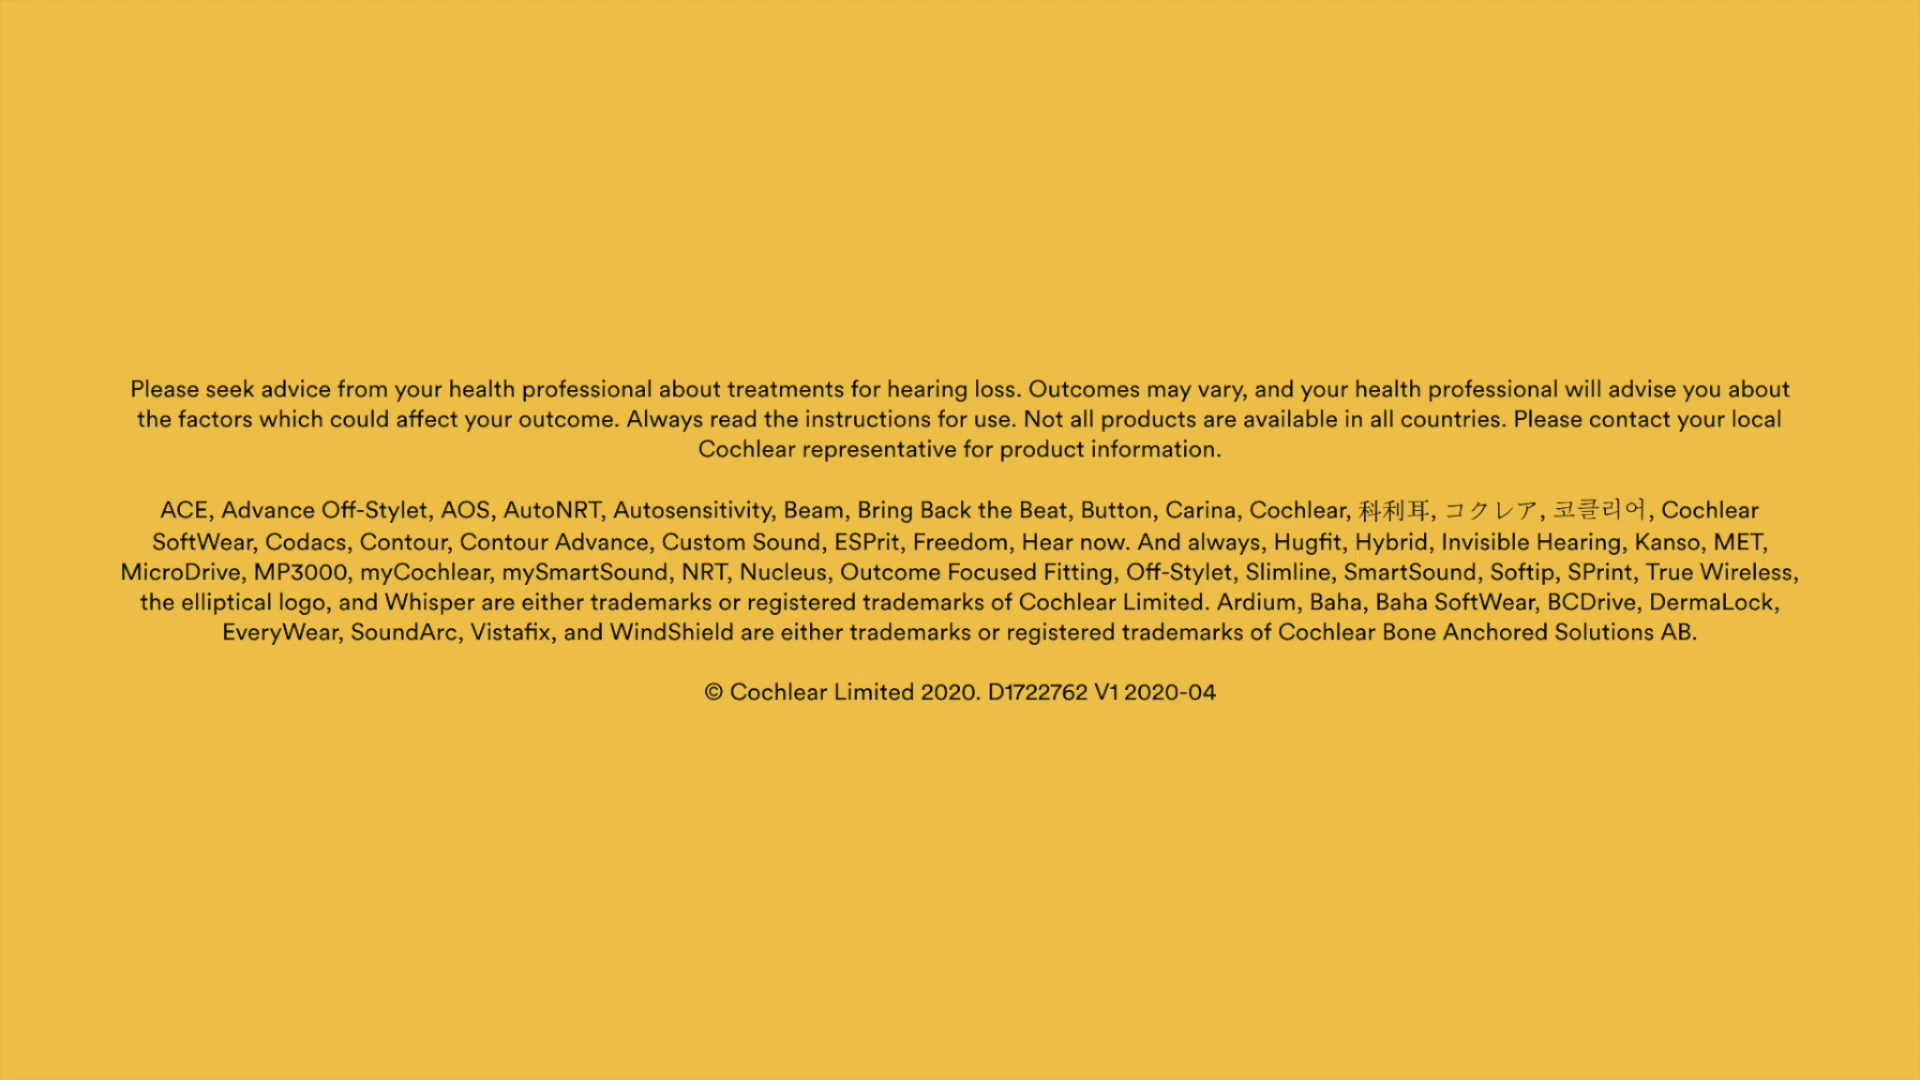 Please seek advice from your health professional about treatments for hearing loss. Outcomes may vary, and your health professional will advise you about
the factors which could affect your outcome. Always read the instructions for use. Not all products are available in all countries. Please contact your local
Cochlear representative for product information.
ACE, Advance Off-Stylet, AOS, AutoNRT, Autosensitivity, Beam, Bring Back the Beat, Button, Carina, Cochlear, 科利耳, コクレア, 코클리어, Cochlear
SoftWear, Codacs, Contour, Contour Advance, Custom Sound, ESPrit, Freedom, Hear now. And always, Hugfit, Hybrid, Invisible Hearing, Kanso, MET,
MicroDrive, MP3000, myCochlear, mySmartSound, NRT, Nucleus, Outcome Focused Fitting, Off-Stylet, Slimline, SmartSound, Softip, SPrint, True Wireless,
the elliptical logo, and Whisper are either trademarks or registered trademarks of Cochlear Limited. Ardium, Baha, Baha SoftWear, BCDrive, DermaLock,
EveryWear, SoundArc, Vistafix, and WindShield are either trademarks or registered trademarks of Cochlear Bone Anchored Solutions AB.
© Cochlear Limited 2020. D1722762 V1 2020-04